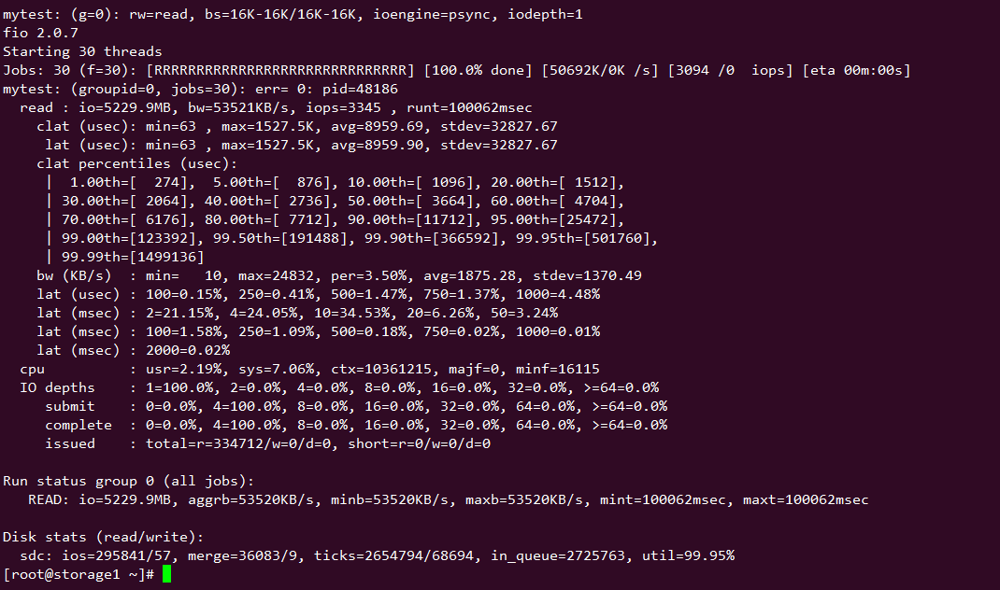 mytest: (g=0): rw=read, bs=16K-16K/16K-16K, ioengine=psync, iodepth=1
fio 2.0.7
Starting 30 threads
Jobs: 30 (f=30): [RRRRRRRRRRRRRRRRRRRRRRRRRRRRRR] [100.0% done] [50692K/0K /s] [3094 /0  iops] [eta 00m:00s]
mytest: (groupid=0, jobs=30): err= 0: pid=48186
  read : io=5229.9MB, bw=53521KB/s, iops=3345 , runt=100062msec
    clat (usec): min=63 , max=1527.5K, avg=8959.69, stdev=32827.67
     lat (usec): min=63 , max=1527.5K, avg=8959.90, stdev=32827.67
    clat percentiles (usec):
     |  1.00th=[  274],  5.00th=[  876], 10.00th=[ 1096], 20.00th=[ 1512],
     | 30.00th=[ 2064], 40.00th=[ 2736], 50.00th=[ 3664], 60.00th=[ 4704],
     | 70.00th=[ 6176], 80.00th=[ 7712], 90.00th=[11712], 95.00th=[25472],
     | 99.00th=[123392], 99.50th=[191488], 99.90th=[366592], 99.95th=[501760],
     | 99.99th=[1499136]
    bw (KB/s)  : min=   10, max=24832, per=3.50%, avg=1875.28, stdev=1370.49
    lat (usec) : 100=0.15%, 250=0.41%, 500=1.47%, 750=1.37%, 1000=4.48%
    lat (msec) : 2=21.15%, 4=24.05%, 10=34.53%, 20=6.26%, 50=3.24%
    lat (msec) : 100=1.58%, 250=1.09%, 500=0.18%, 750=0.02%, 1000=0.01%
    lat (msec) : 2000=0.02%
  cpu          : usr=2.19%, sys=7.06%, ctx=10361215, majf=0, minf=16115
  IO depths    : 1=100.0%, 2=0.0%, 4=0.0%, 8=0.0%, 16=0.0%, 32=0.0%, >=64=0.0%
     submit    : 0=0.0%, 4=100.0%, 8=0.0%, 16=0.0%, 32=0.0%, 64=0.0%, >=64=0.0%
     complete  : 0=0.0%, 4=100.0%, 8=0.0%, 16=0.0%, 32=0.0%, 64=0.0%, >=64=0.0%
     issued    : total=r=334712/w=0/d=0, short=r=0/w=0/d=0

Run status group 0 (all jobs):
   READ: io=5229.9MB, aggrb=53520KB/s, minb=53520KB/s, maxb=53520KB/s, mint=100062msec, maxt=100062msec

Disk stats (read/write):
  sdc: ios=295841/57, merge=36083/9, ticks=2654794/68694, in_queue=2725763, util=99.95%
[root@storage1 ~]#